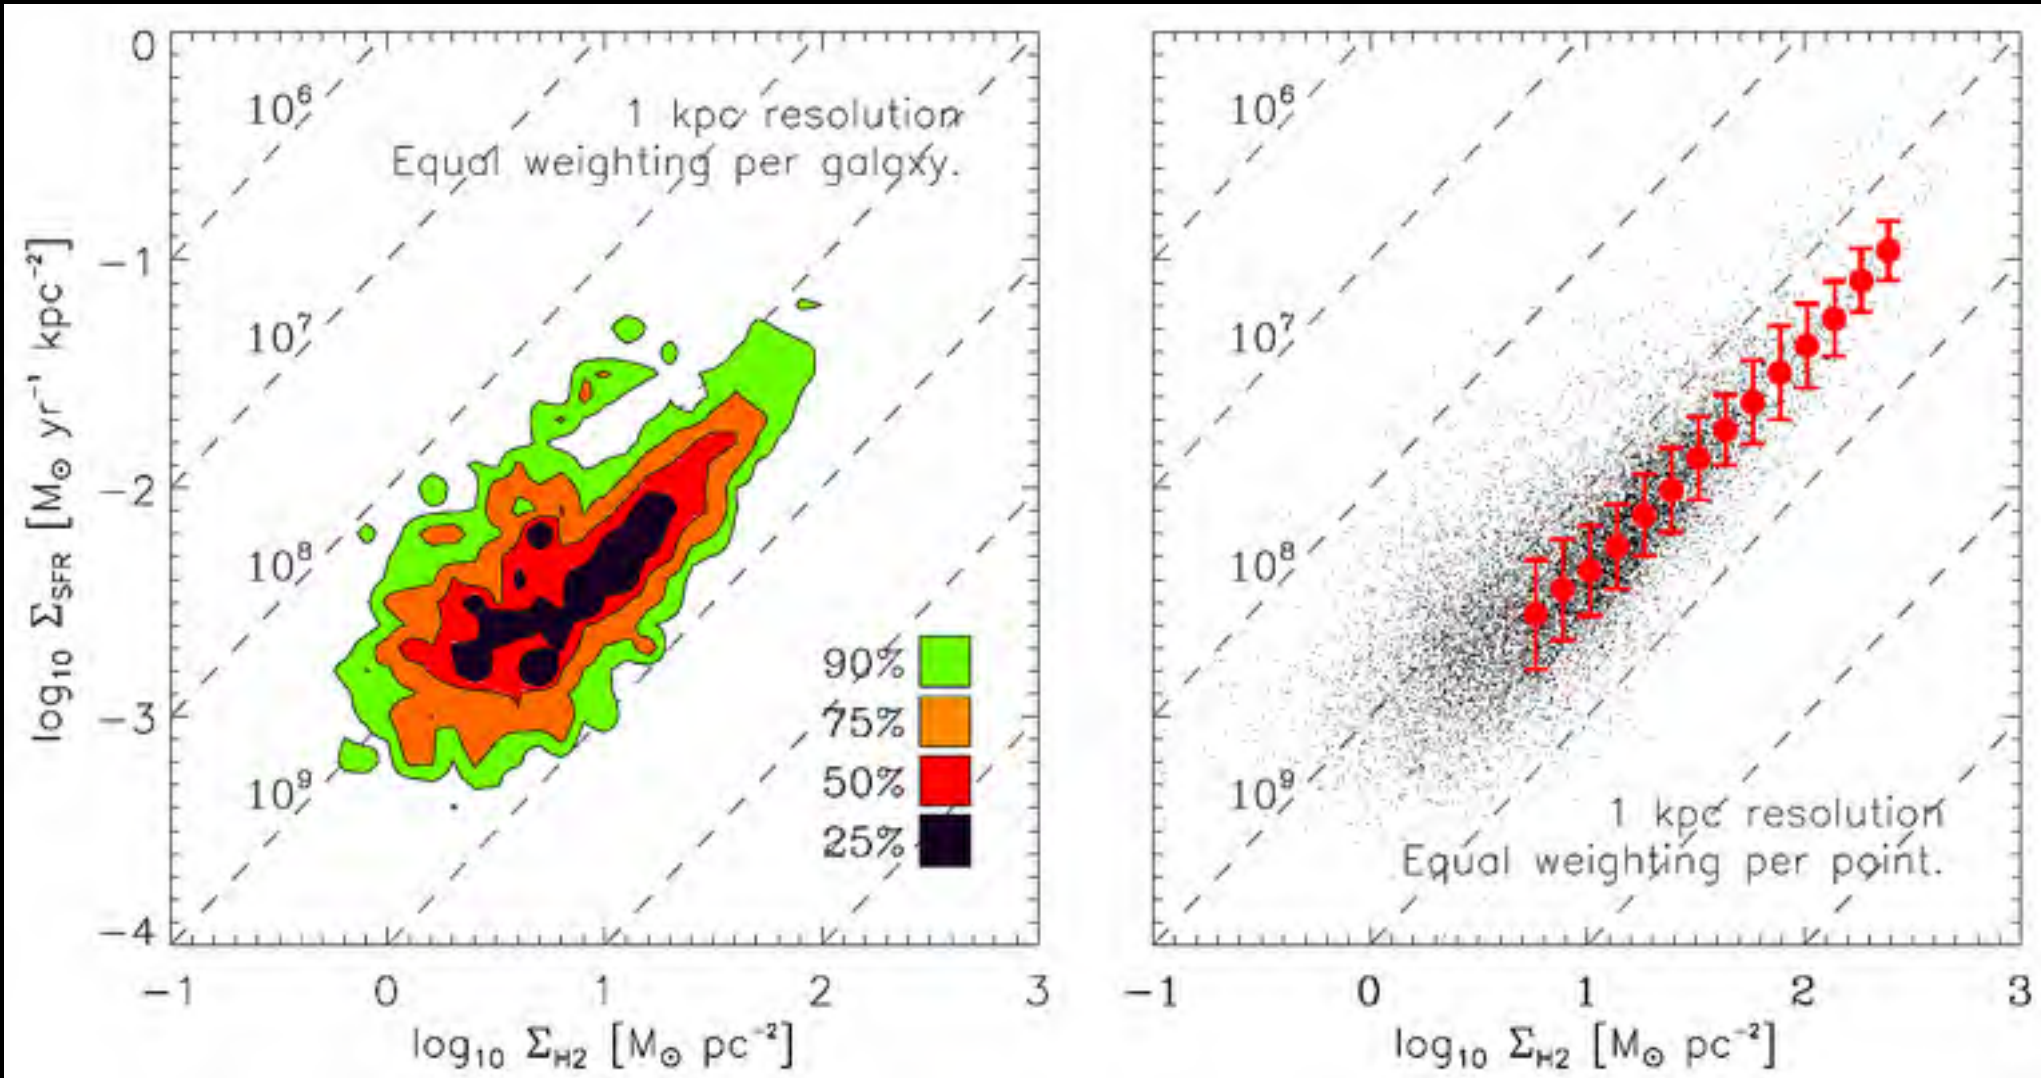 0
−1
−2
−3
−4
log₁₀ Σ_SFR [M⊙ yr⁻¹ kpc⁻²]
10⁶
10⁷
10⁸
10⁹
1 kpc resolution
Equal weighting per galaxy.
90%
75%
50%
25%
−1 0 1 2 3
log₁₀ Σ_H2 [M⊙ pc⁻²]
10⁶
10⁷
10⁸
10⁹
1 kpc resolution
Equal weighting per point.
−1 0 1 2 3
log₁₀ Σ_H2 [M⊙ pc⁻²]